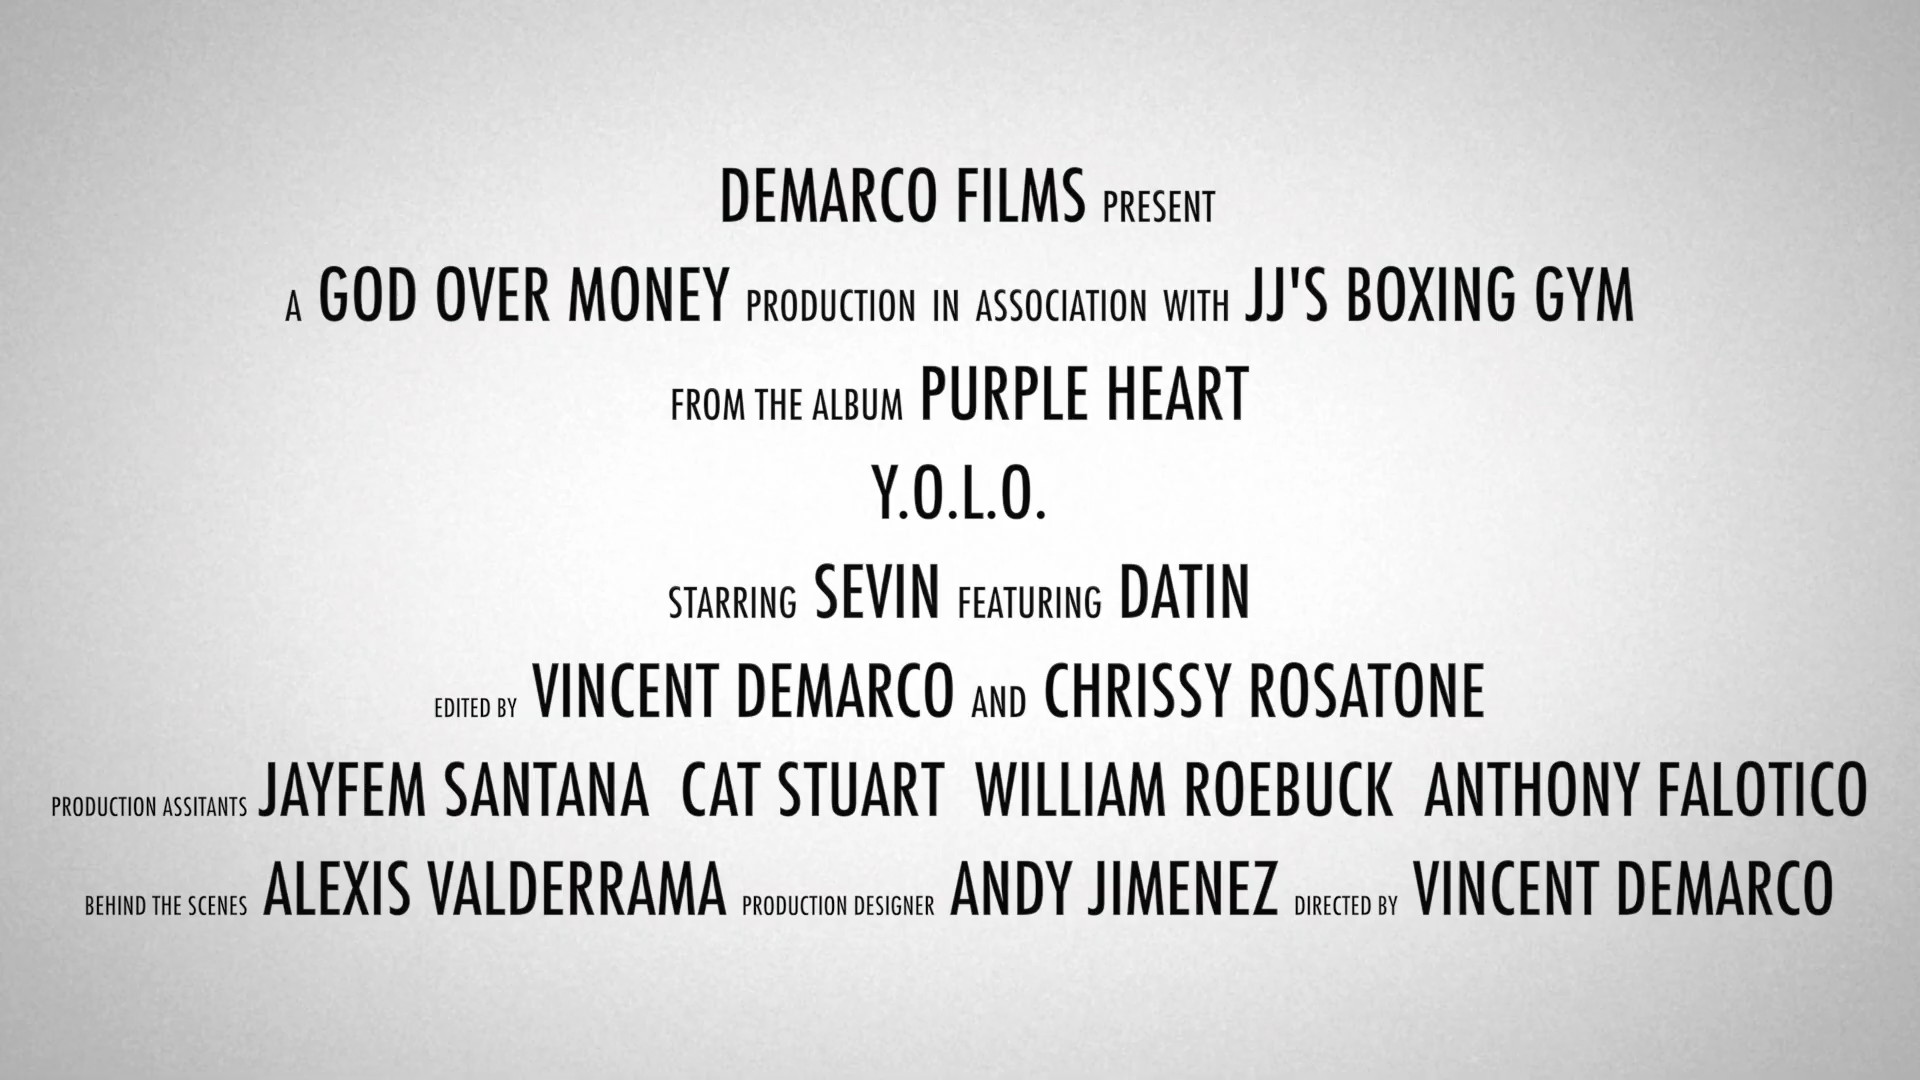 DEMARCO FILMS PRESENT
A GOD OVER MONEY PRODUCTION IN ASSOCIATION WITH JJ'S BOXING GYM
FROM THE ALBUM PURPLE HEART
Y.O.L.O.
STARRING SEVIN FEATURING DATIN
EDITED BY VINCENT DEMARCO AND CHRISSY ROSATONE
PRODUCTION ASSITANTS JAYFEM SANTANA CAT STUART WILLIAM ROEBUCK ANTHONY FALOTICO
BEHIND THE SCENES ALEXIS VALDERRAMA PRODUCTION DESIGNER ANDY JIMENEZ DIRECTED BY VINCENT DEMARCO